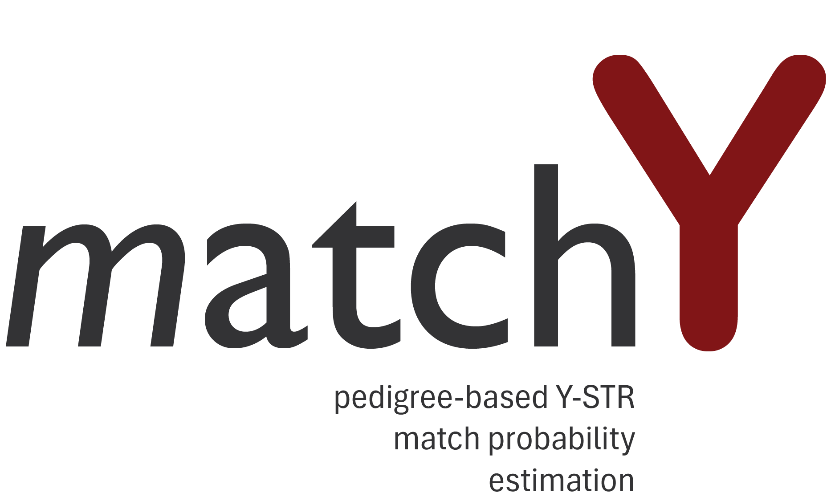 matchY
pedigree-based Y-STR
match probability
estimation